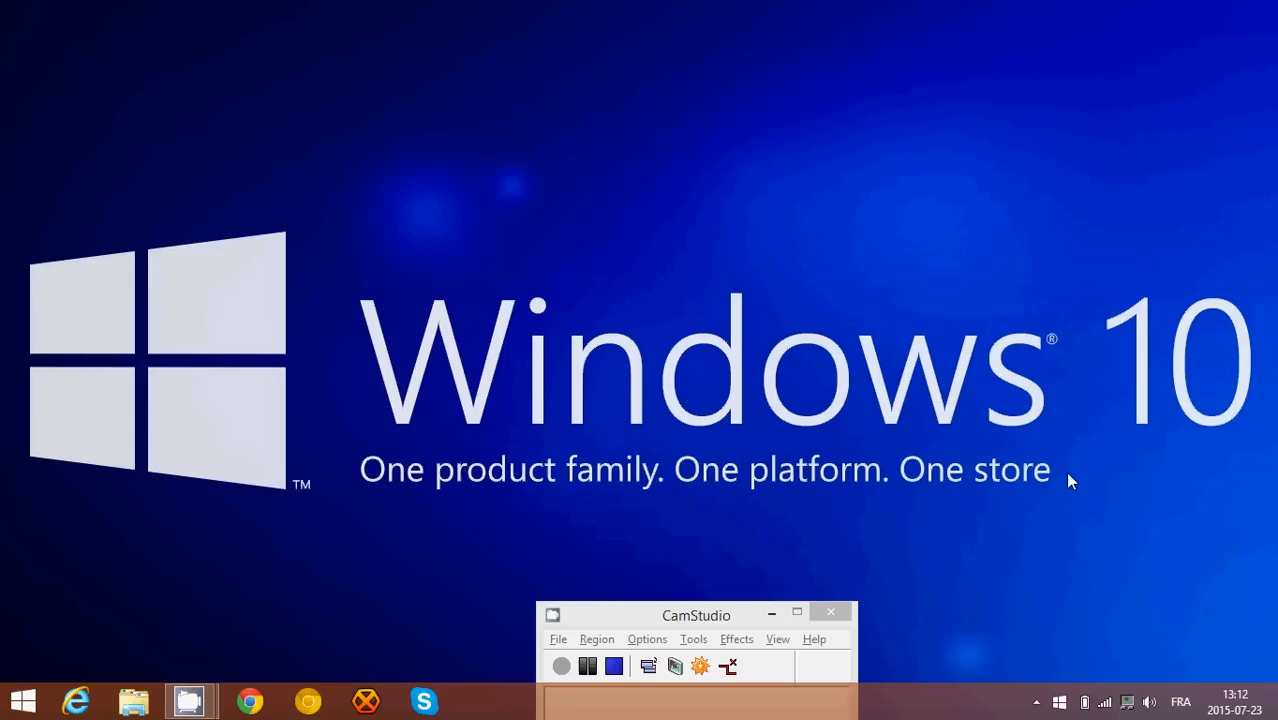 Windows® 10
One product family. One platform. One store
TM
CamStudio
File Region Options Tools Effects View Help
FRA
13:12
2015-07-23